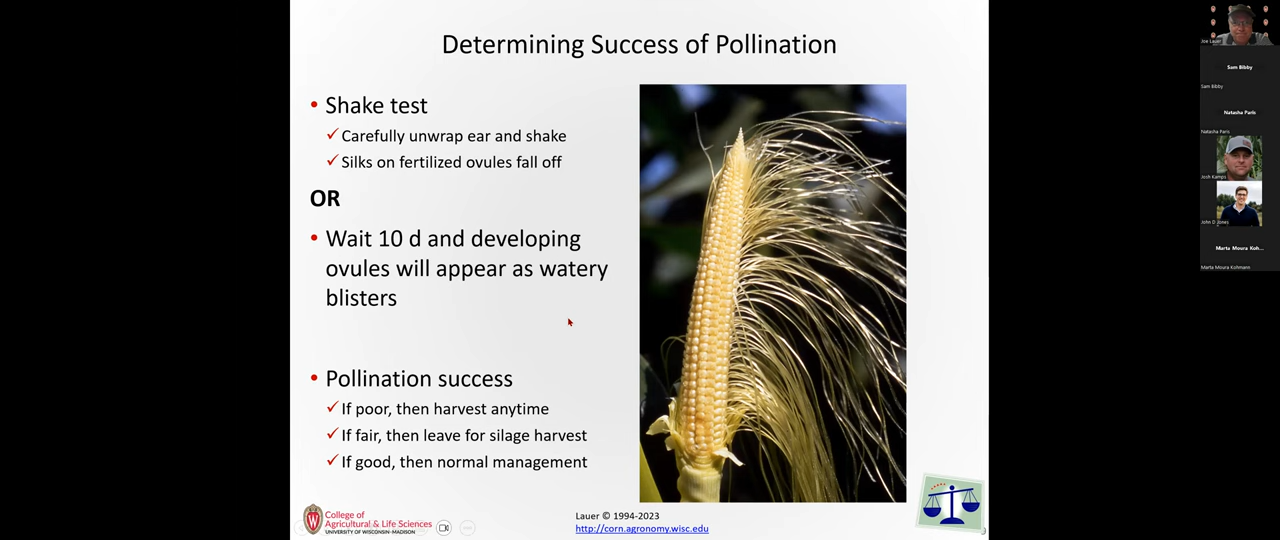 Determining Success of Pollination
• Shake test
✓ Carefully unwrap ear and shake
✓ Silks on fertilized ovules fall off
OR
• Wait 10 d and developing
ovules will appear as watery
blisters
• Pollination success
✓ If poor, then harvest anytime
✓ If fair, then leave for silage harvest
✓ If good, then normal management
College of
Agricultural & Life Sciences
UNIVERSITY OF WISCONSIN-MADISON
Lauer © 1994-2023
http://corn.agronomy.wisc.edu
Joe Lauer
Sam Bibby
Sam Bibby
Natasha Paris
Natasha Paris
Josh Kamps
John D Jones
Marta Moura Koh...
Marta Moura Kohmann